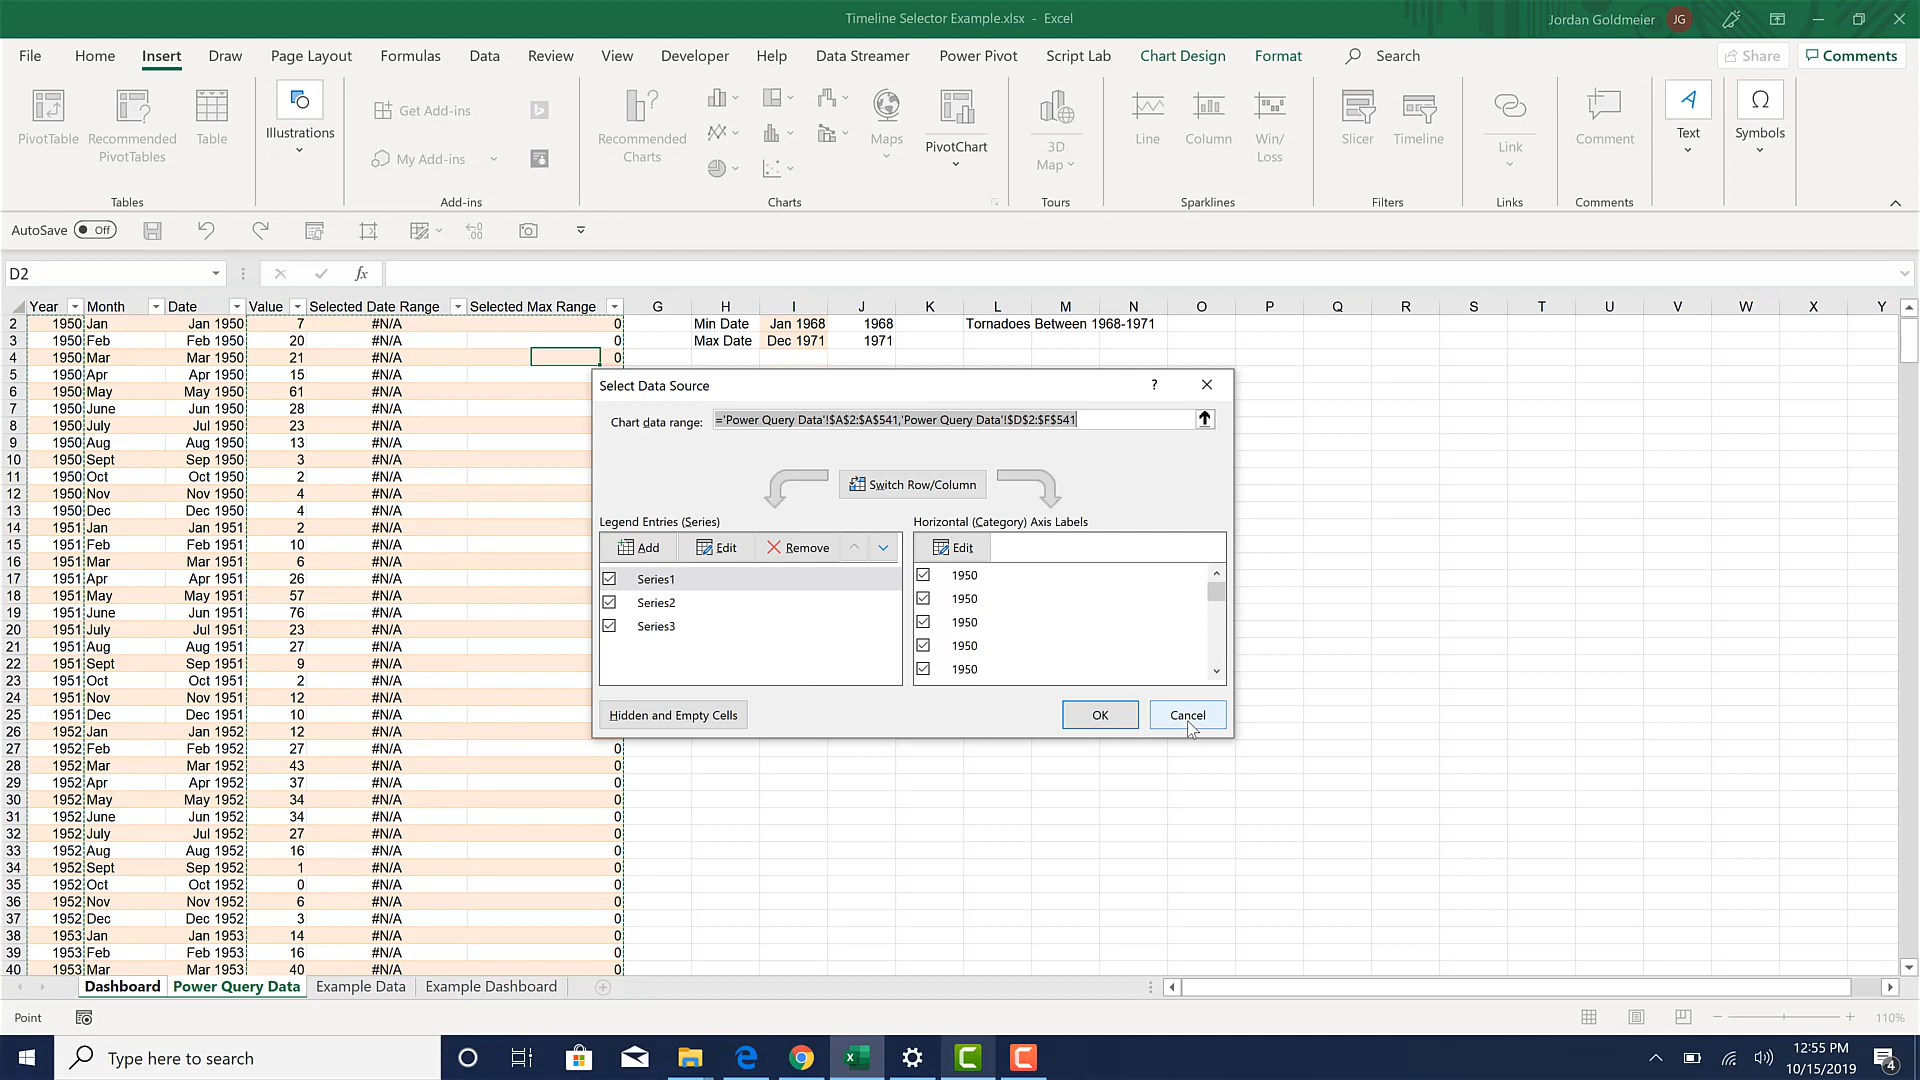 Timeline Selector Example.xlsx - Excel
Jordan Goldmeier JG
File Home Insert Draw Page Layout Formulas Data Review View Developer Help Data Streamer Power Pivot Script Lab Chart Design Format Search Share Comments
PivotTable
Recommended
PivotTables
Table
Illustrations
Get Add-ins
My Add-ins
Recommended
Charts
Maps
PivotChart
3D
Map
Line
Column
Win/
Loss
Slicer
Timeline
Link
Comment
Text
Symbols
Tables Add-ins Charts Tours Sparklines Filters Links Comments
AutoSave Off
D2 fx
Year Month Date Value Selected Date Range Selected Max Range G H I J K L M N O P Q R S T U V W X Y
2 1950 Jan Jan 1950 7 #N/A 0 Min Date Jan 1968 1968 Tornadoes Between 1968-1971
3 1950 Feb Feb 1950 20 #N/A 0 Max Date Dec 1971 1971
4 1950 Mar Mar 1950 21 #N/A 0
5 1950 Apr Apr 1950 15 #N/A
6 1950 May May 1950 61 #N/A
7 1950 June Jun 1950 28 #N/A
8 1950 July Jul 1950 23 #N/A
9 1950 Aug Aug 1950 13 #N/A
10 1950 Sept Sep 1950 3 #N/A
11 1950 Oct Oct 1950 2 #N/A
12 1950 Nov Nov 1950 4 #N/A
13 1950 Dec Dec 1950 4 #N/A
14 1951 Jan Jan 1951 2 #N/A
15 1951 Feb Feb 1951 10 #N/A
16 1951 Mar Mar 1951 6 #N/A
17 1951 Apr Apr 1951 26 #N/A
18 1951 May May 1951 57 #N/A
19 1951 June Jun 1951 76 #N/A
20 1951 July Jul 1951 23 #N/A
21 1951 Aug Aug 1951 27 #N/A
22 1951 Sept Sep 1951 9 #N/A
23 1951 Oct Oct 1951 2 #N/A
24 1951 Nov Nov 1951 12 #N/A
25 1951 Dec Dec 1951 10 #N/A
26 1952 Jan Jan 1952 12 #N/A
27 1952 Feb Feb 1952 27 #N/A 0
28 1952 Mar Mar 1952 43 #N/A 0
29 1952 Apr Apr 1952 37 #N/A 0
30 1952 May May 1952 34 #N/A 0
31 1952 June Jun 1952 34 #N/A 0
32 1952 July Jul 1952 27 #N/A 0
33 1952 Aug Aug 1952 16 #N/A 0
34 1952 Sept Sep 1952 1 #N/A 0
35 1952 Oct Oct 1952 0 #N/A 0
36 1952 Nov Nov 1952 6 #N/A 0
37 1952 Dec Dec 1952 3 #N/A 0
38 1953 Jan Jan 1953 14 #N/A 0
39 1953 Feb Feb 1953 16 #N/A 0
40 1953 Mar Mar 1953 40 #N/A 0
Select Data Source ?
Chart data range: ='Power Query Data'!$A$2:$A$541,'Power Query Data'!$D$2:$F$541
Switch Row/Column
Legend Entries (Series)
Add Edit Remove
Series1
Series2
Series3
Horizontal (Category) Axis Labels
Edit
1950
1950
1950
1950
1950
Hidden and Empty Cells OK Cancel
Dashboard Power Query Data Example Data Example Dashboard
Point 110%
Type here to search
12:55 PM
10/15/2019
4